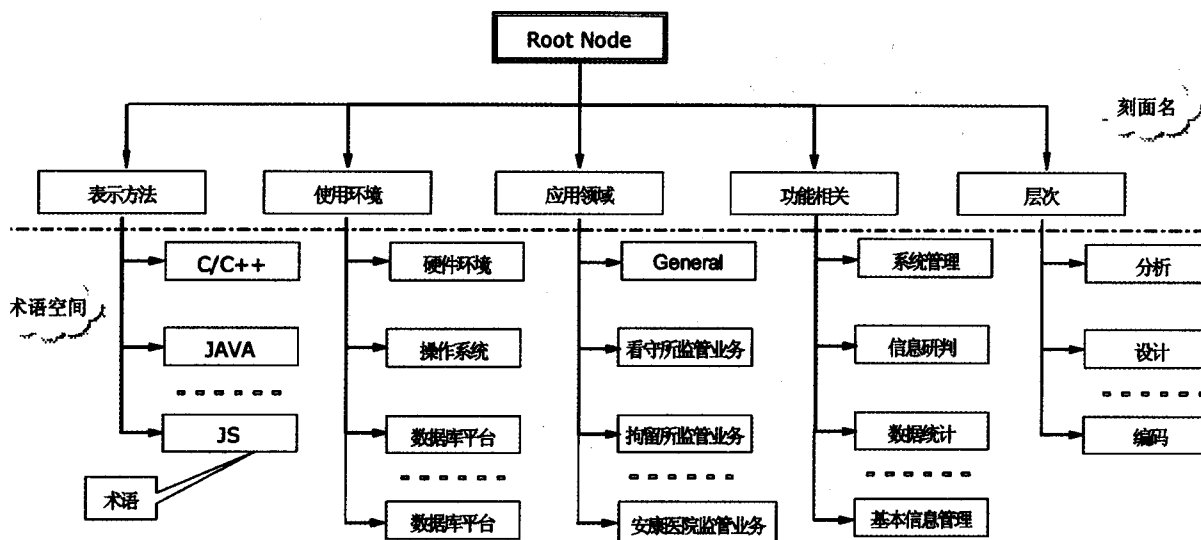 Root Node
刻面名
表示方法
使用环境
应用领域
功能相关
层次
术语空间
C/C++
硬件环境
General
系统管理
分析
JAVA
操作系统
看守所监管业务
信息研判
设计
JS
数据库平台
拘留所监管业务
数据统计
编码
术语
数据库平台
安康医院监管业务
基本信息管理